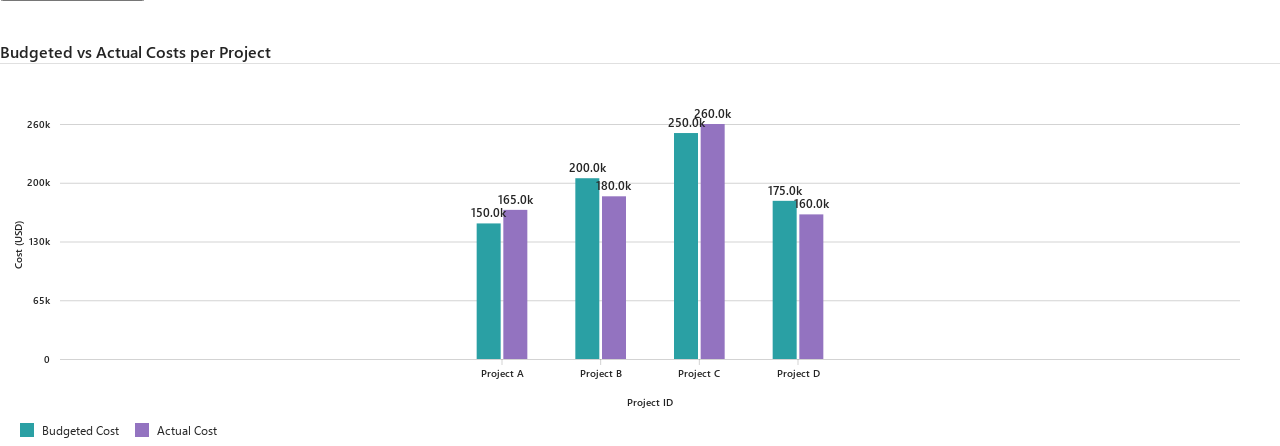 Budgeted vs Actual Costs per Project
260.0k
250.0k
260k
200.0k
200k
180.0k
175.0k
165.0k
160.0k
150.0k
130k
Cost (USD)
65k
0
Project A
Project B
Project C
Project D
Project ID
Budgeted Cost
Actual Cost